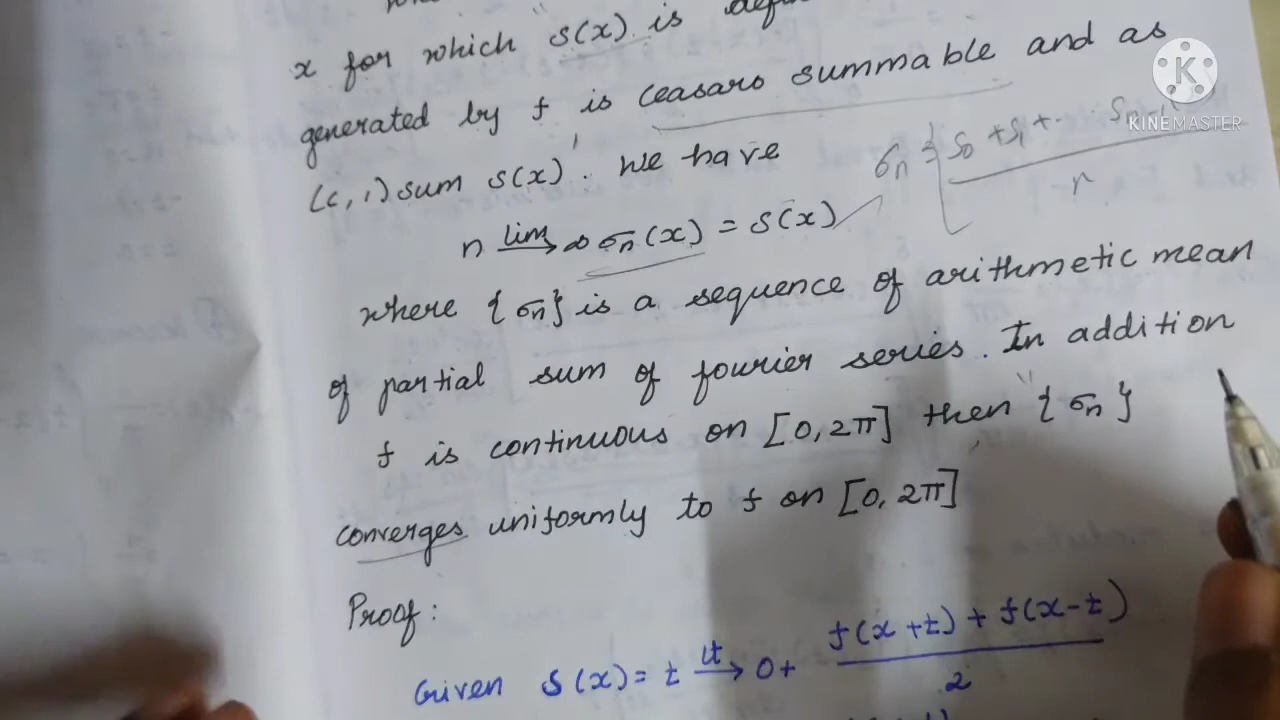 x for which S(x) is
generated by f is ceasaro summable and as
(c, 1) sum S(x). We have
σn = { S0 + S1 + ... / n
n lim→∞ σn(x) = S(x)
where {σn} is a sequence of arithmetic mean
of partial sum of fourier series. In addition
f is continuous on [0, 2π] then {σn}
converges uniformly to f on [0, 2π]
Proof:
Given S(x) = t lt→ 0+ f(x+t) + f(x-t) / 2
K
KINEMASTER